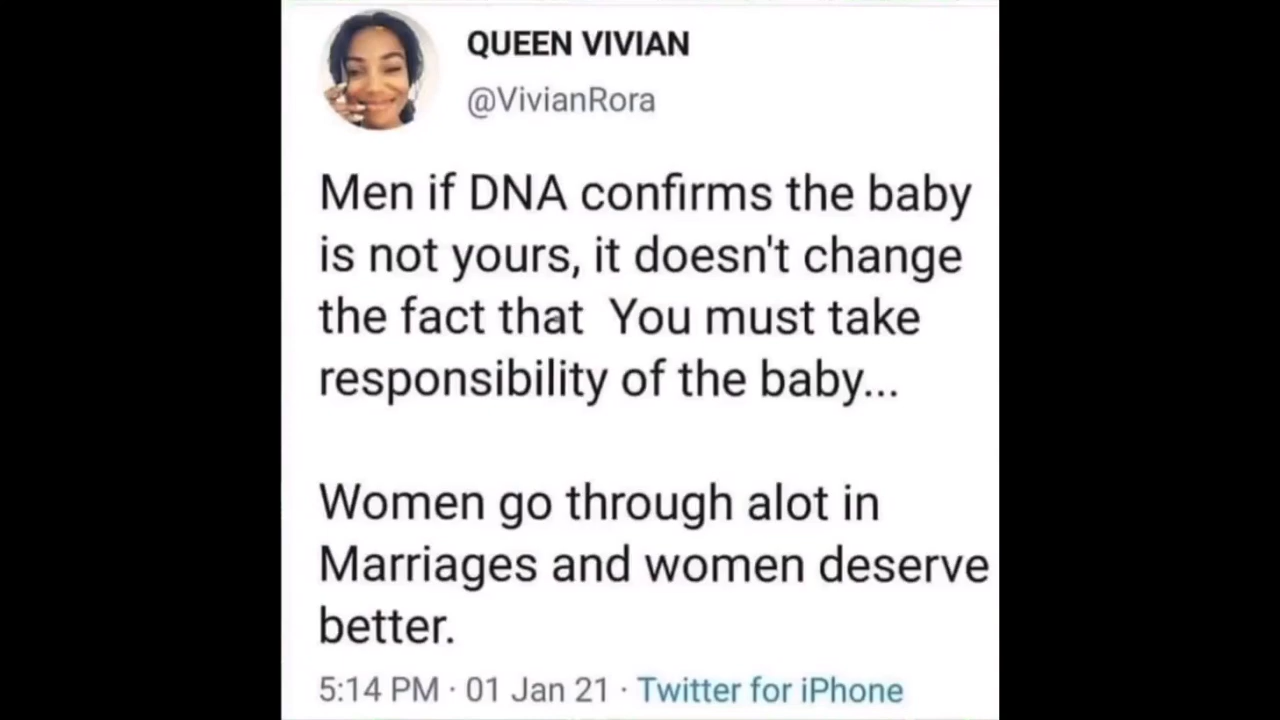 QUEEN VIVIAN
@VivianRora
Men if DNA confirms the baby
is not yours, it doesn't change
the fact that  You must take
responsibility of the baby...
Women go through alot in
Marriages and women deserve
better.
5:14 PM · 01 Jan 21 · Twitter for iPhone